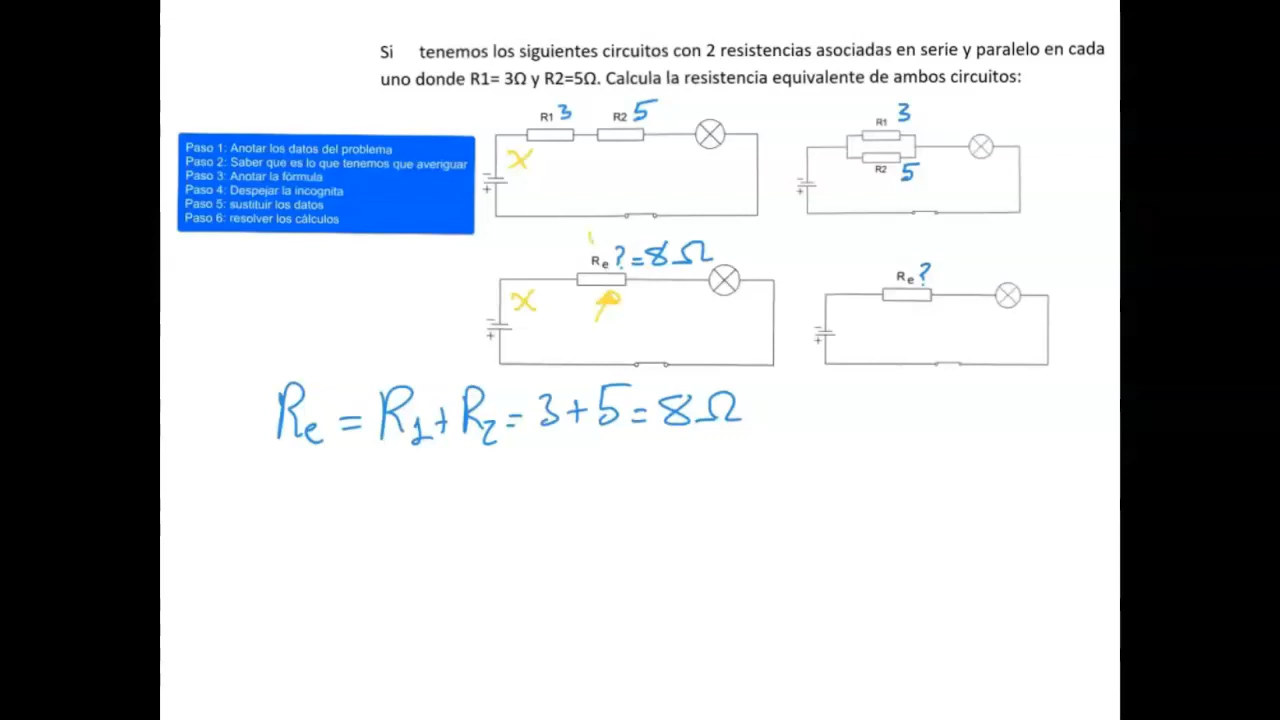 Si tenemos los siguientes circuitos con 2 resistencias asociadas en serie y paralelo en cada
uno donde R1= 3Ω y R2=5Ω. Calcula la resistencia equivalente de ambos circuitos:
Paso 1: Anotar los datos del problema
Paso 2: Saber que es lo que tenemos que averiguar
Paso 3: Anotar la fórmula
Paso 4: Despejar la incognita
Paso 5: sustituir los datos
Paso 6: resolver los cálculos
R1 3 R2 5
X
- +
R1 3
R2 5
- +
Re ? = 8 Ω
X
- +
Re ?
- +
Re = R1 + R2 = 3 + 5 = 8 Ω